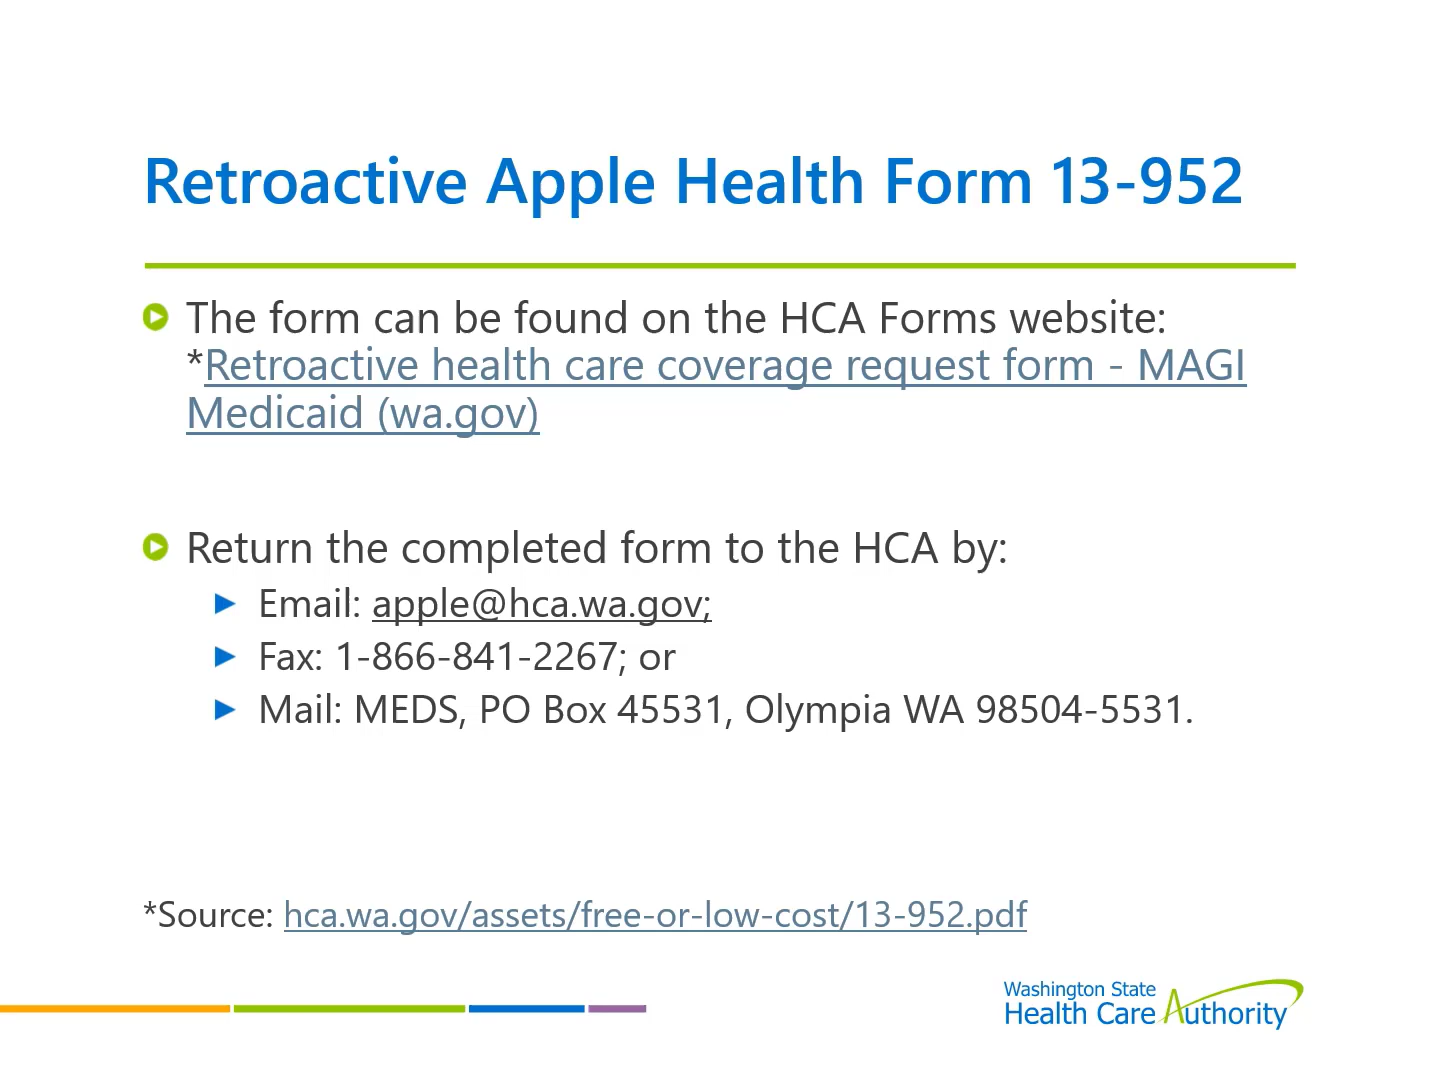 Retroactive Apple Health Form 13-952
The form can be found on the HCA Forms website:
*Retroactive health care coverage request form - MAGI
Medicaid (wa.gov)
Return the completed form to the HCA by:
Email: apple@hca.wa.gov;
Fax: 1-866-841-2267; or
Mail: MEDS, PO Box 45531, Olympia WA 98504-5531.
*Source: hca.wa.gov/assets/free-or-low-cost/13-952.pdf
Washington State
Health Care Authority